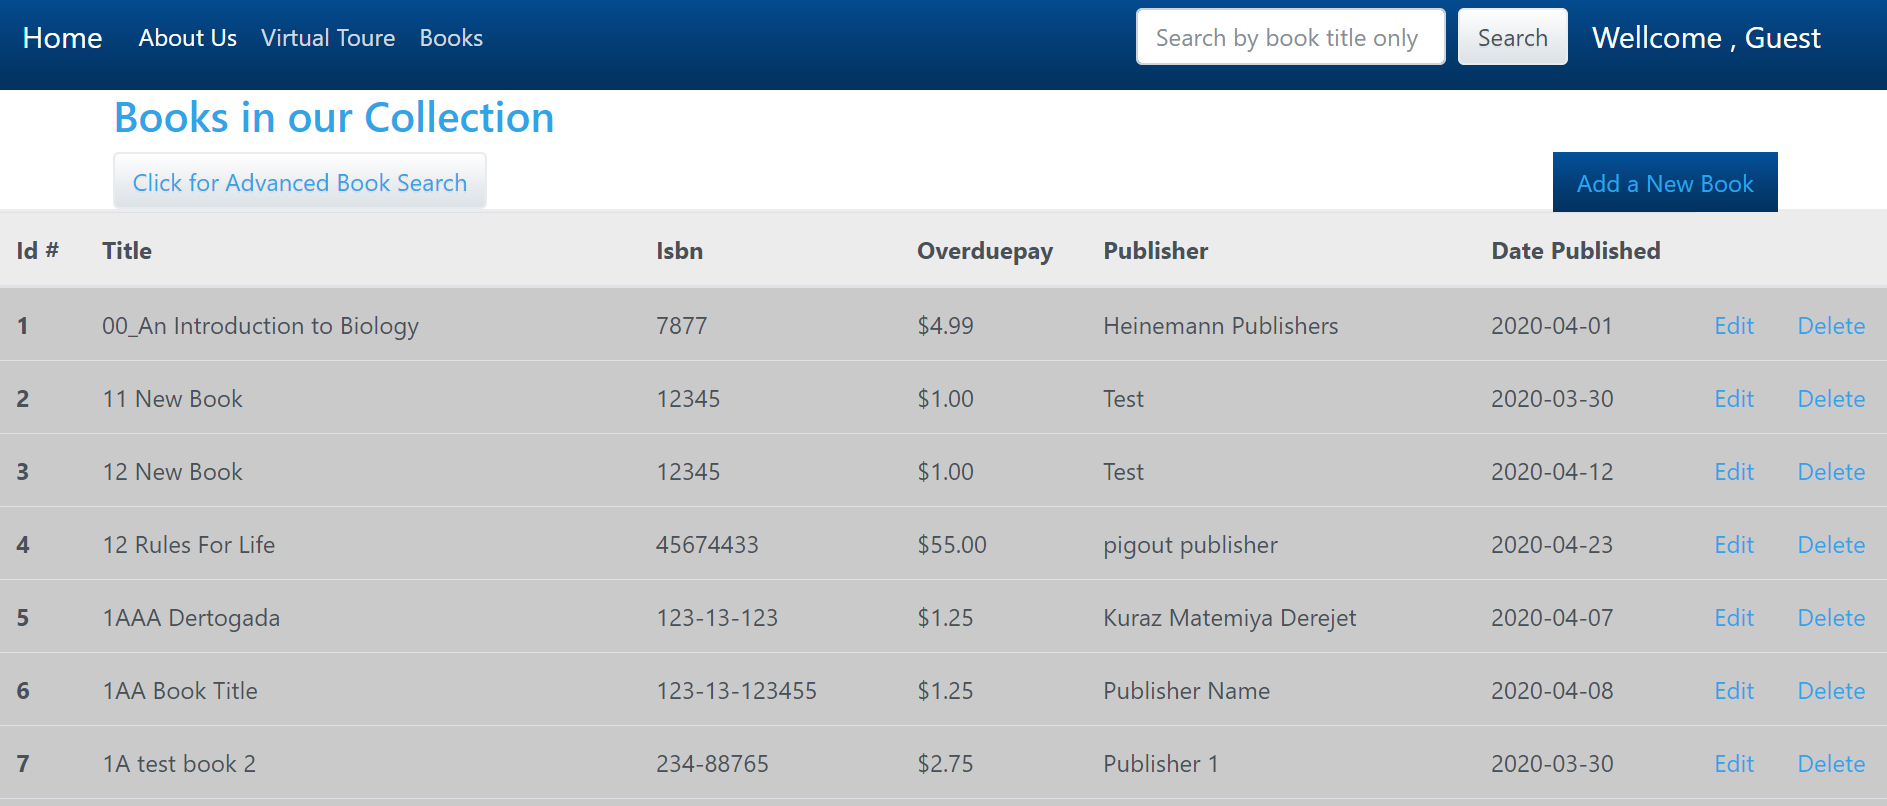 Home About Us Virtual Toure Books Search by book title only Search Wellcome , Guest
Books in our Collection
Click for Advanced Book Search Add a New Book
Id # Title Isbn Overduepay Publisher Date Published
1 00_An Introduction to Biology 7877 $4.99 Heinemann Publishers 2020-04-01 Edit Delete
2 11 New Book 12345 $1.00 Test 2020-03-30 Edit Delete
3 12 New Book 12345 $1.00 Test 2020-04-12 Edit Delete
4 12 Rules For Life 45674433 $55.00 pigout publisher 2020-04-23 Edit Delete
5 1AAA Dertogada 123-13-123 $1.25 Kuraz Matemiya Derejet 2020-04-07 Edit Delete
6 1AA Book Title 123-13-123455 $1.25 Publisher Name 2020-04-08 Edit Delete
7 1A test book 2 234-88765 $2.75 Publisher 1 2020-03-30 Edit Delete